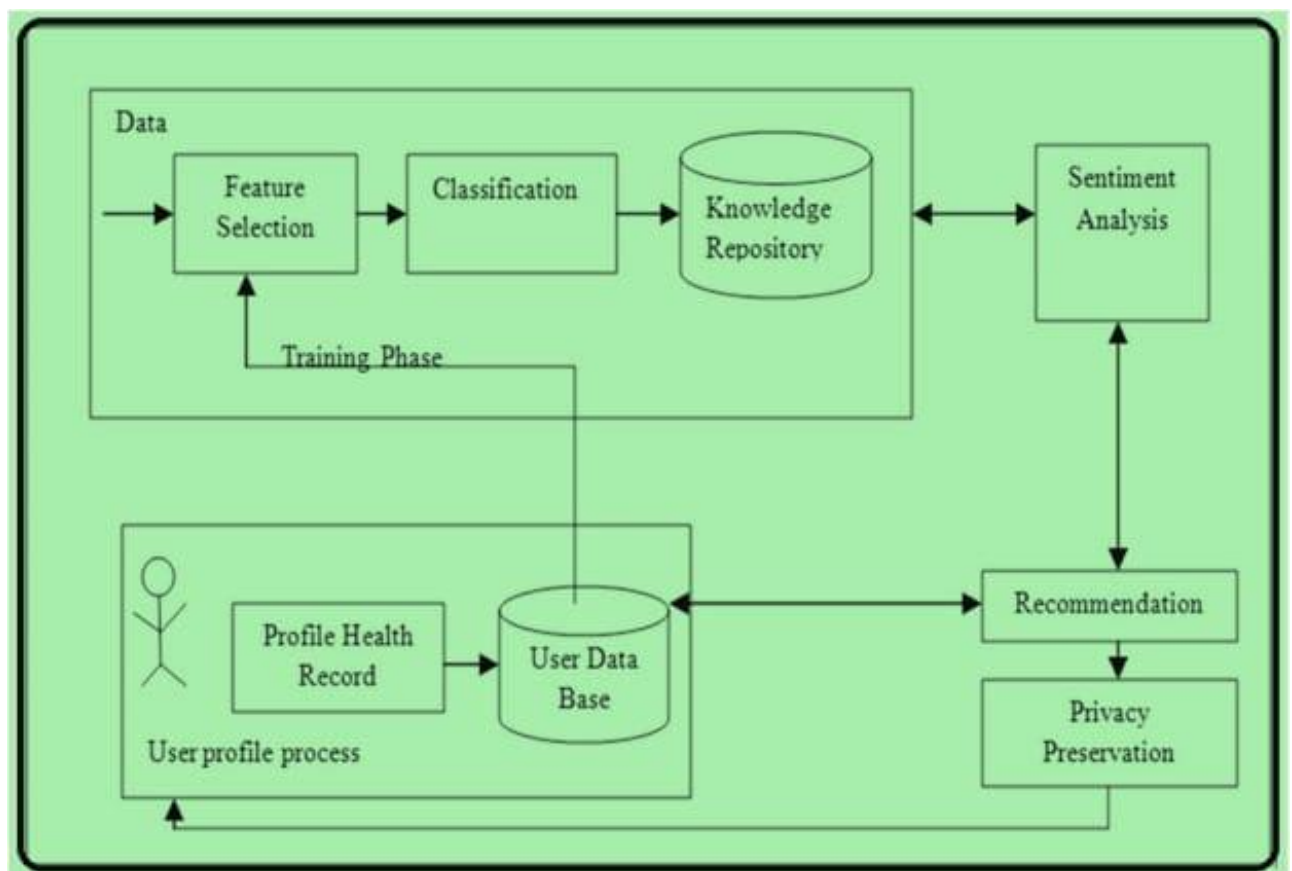 Data
Feature
Selection
Classification
Knowledge
Repository
Sentiment
Analysis
Training Phase
Profile Health
Record
User Data
Base
User profile process
Recommendation
Privacy
Preservation